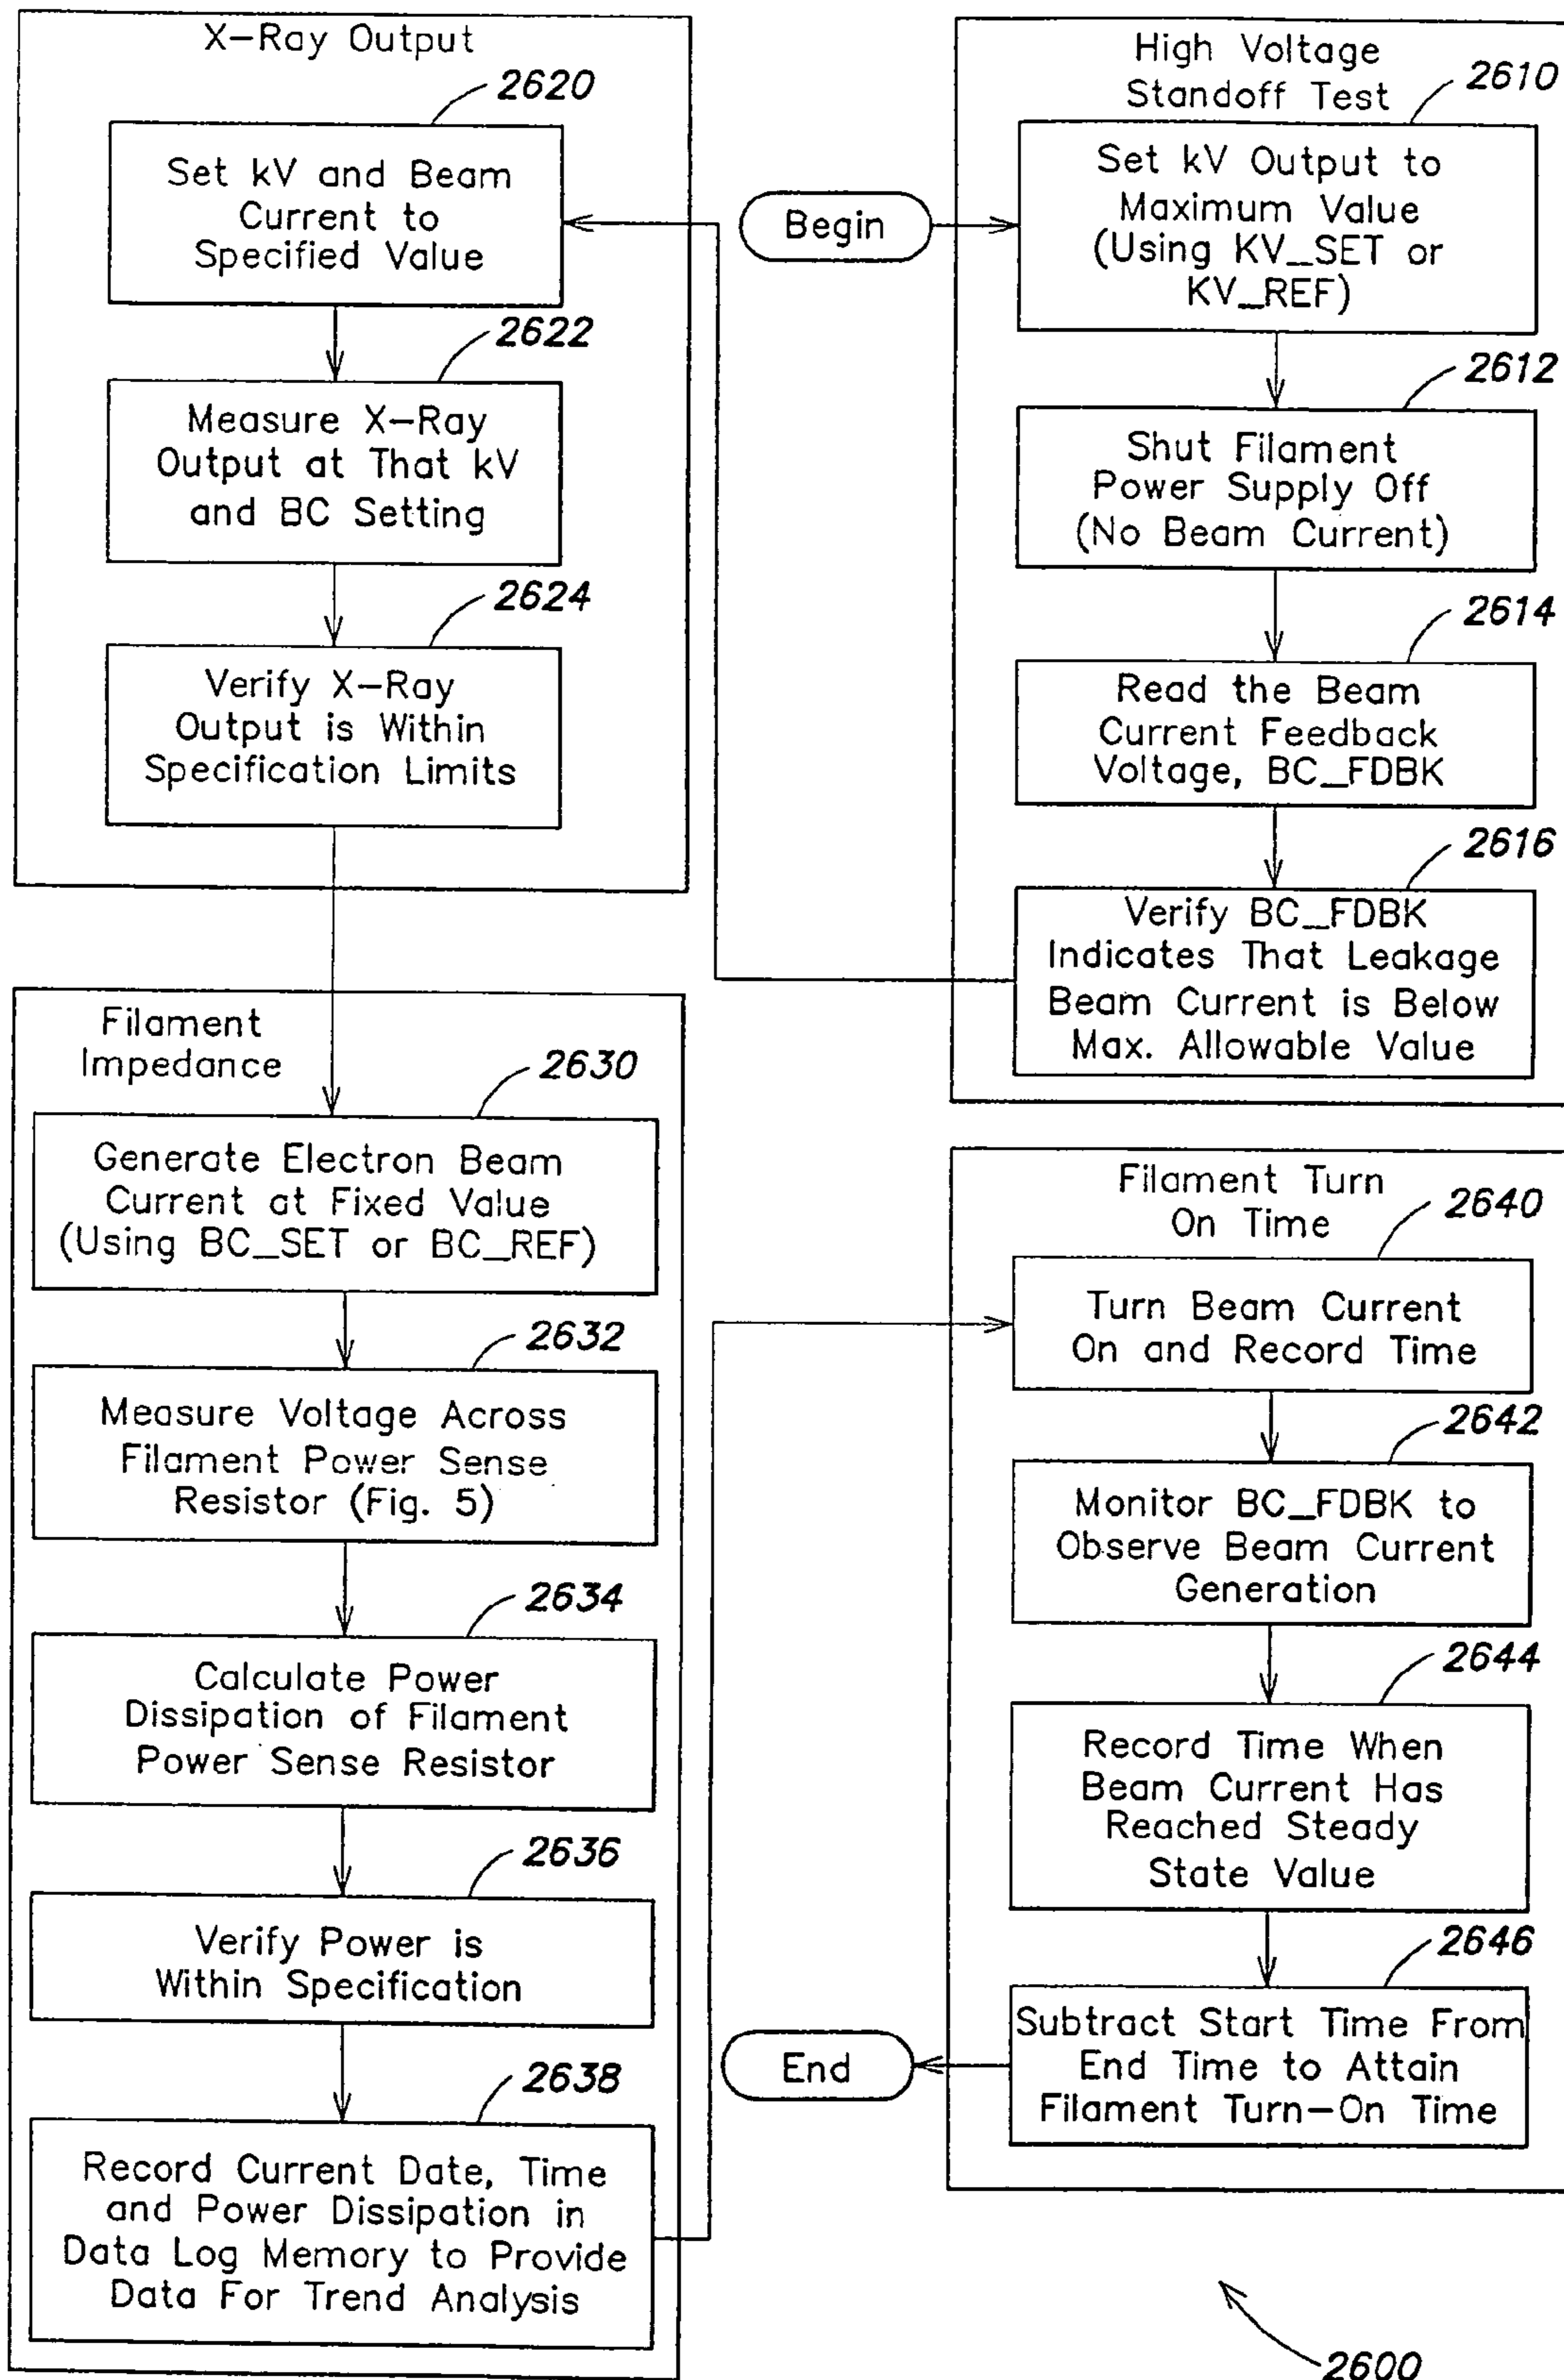 X-Ray Output
2620
Set kV and Beam
Current to
Specified Value
2622
Measure X-Ray
Output at That kV
and BC Setting
2624
Verify X-Ray
Output is Within
Specification Limits
Begin
High Voltage
Standoff Test
2610
Set kV Output to
Maximum Value
(Using KV_SET or
KV_REF)
2612
Shut Filament
Power Supply Off
(No Beam Current)
2614
Read the Beam
Current Feedback
Voltage, BC_FDBK
2616
Verify BC_FDBK
Indicates That Leakage
Beam Current is Below
Max. Allowable Value
Filament
Impedance
2630
Generate Electron Beam
Current at Fixed Value
(Using BC_SET or BC_REF)
2632
Measure Voltage Across
Filament Power Sense
Resistor (Fig. 5)
2634
Calculate Power
Dissipation of Filament
Power Sense Resistor
2636
Verify Power is
Within Specification
2638
Record Current Date, Time
and Power Dissipation in
Data Log Memory to Provide
Data For Trend Analysis
Filament Turn
On Time
2640
Turn Beam Current
On and Record Time
2642
Monitor BC_FDBK to
Observe Beam Current
Generation
2644
Record Time When
Beam Current Has
Reached Steady
State Value
2646
Subtract Start Time From
End Time to Attain
Filament Turn-On Time
End
2600